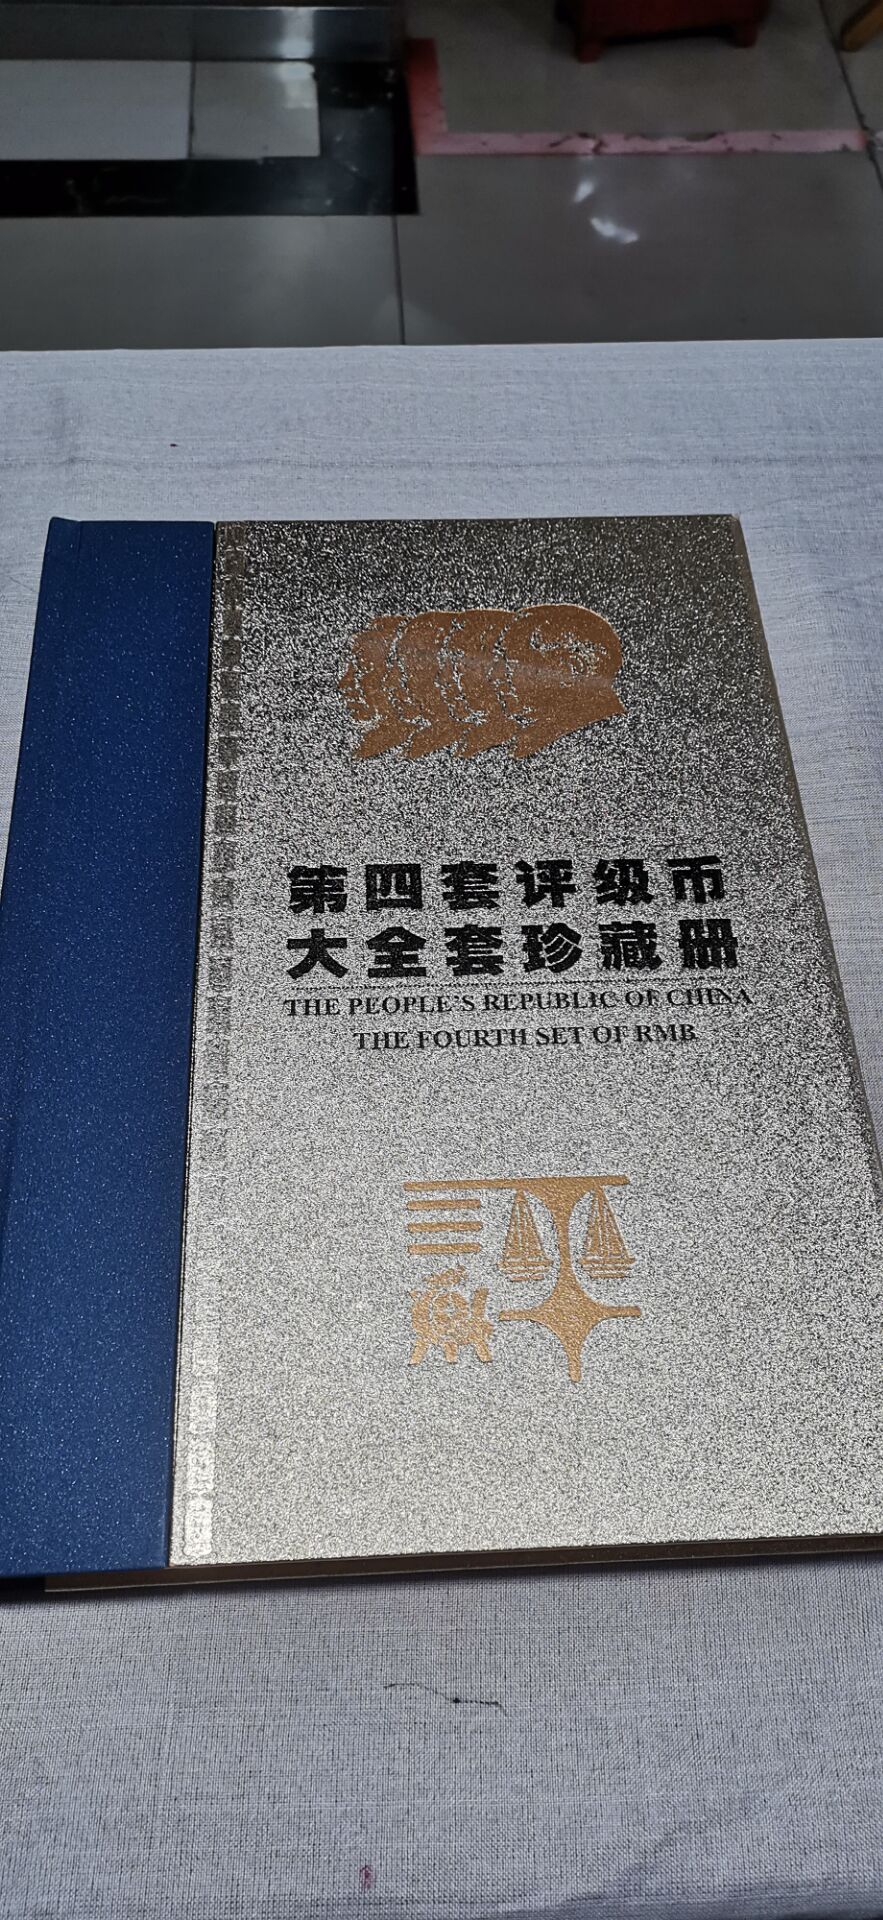 第四套评级币
大全套珍藏册
THE PEOPLE'S REPUBLIC OF CHINA
THE FOURTH SET OF RMB